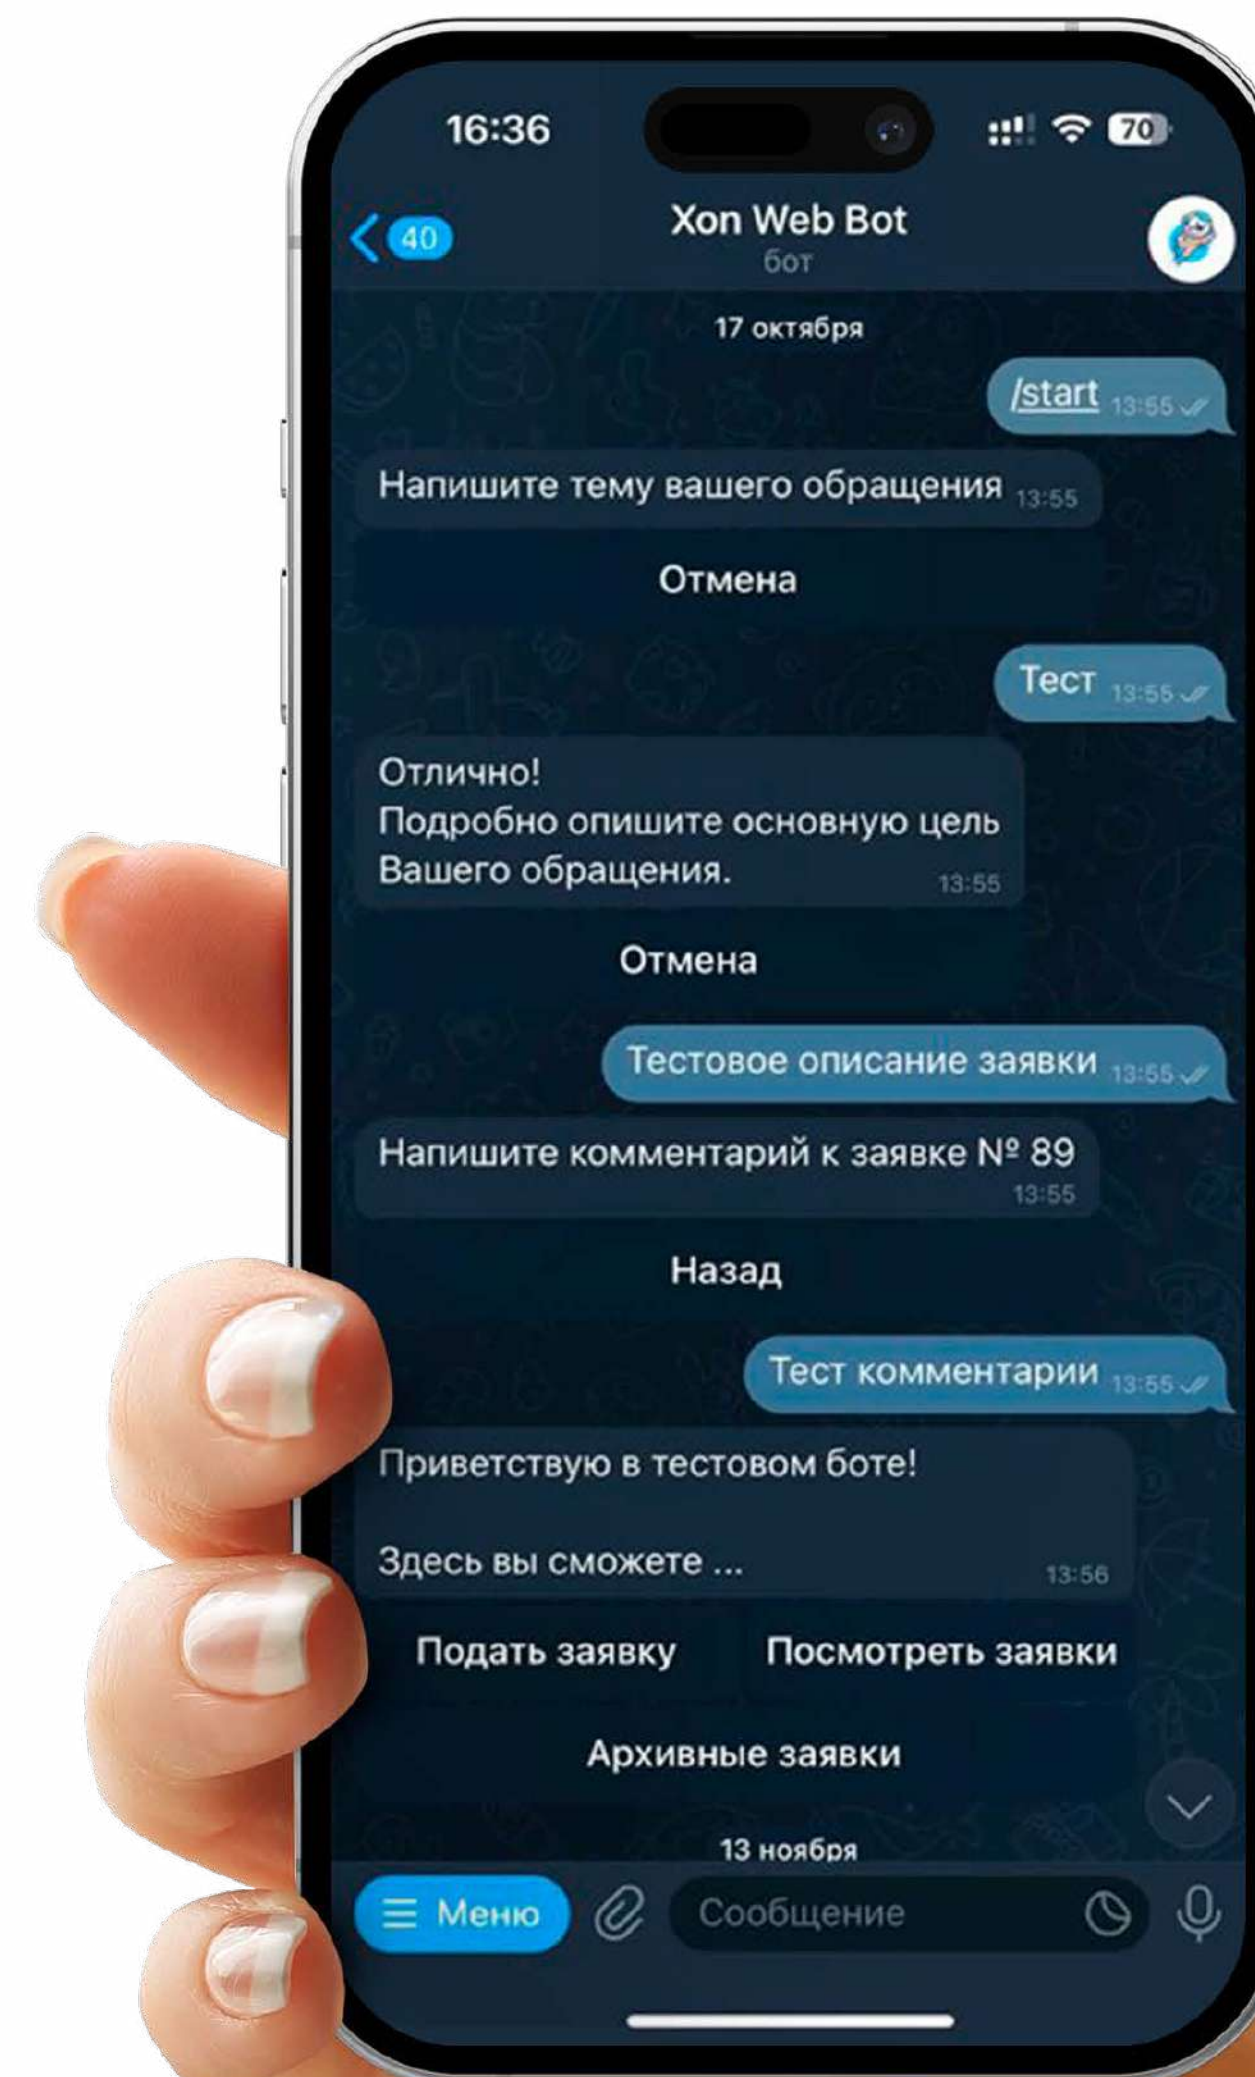 16:36
70
40
Xon Web Bot
бот
17 октября
/start 13:55
Напишите тему вашего обращения 13:55
Отмена
Тест 13:55
Отлично!
Подробно опишите основную цель
Вашего обращения. 13:55
Отмена
Тестовое описание заявки 13:55
Напишите комментарий к заявке № 89
13:55
Назад
Тест комментарии 13:55
Приветствую в тестовом боте!
Здесь вы сможете ... 13:56
Подать заявку Посмотреть заявки
Архивные заявки
13 ноября
Меню Сообщение